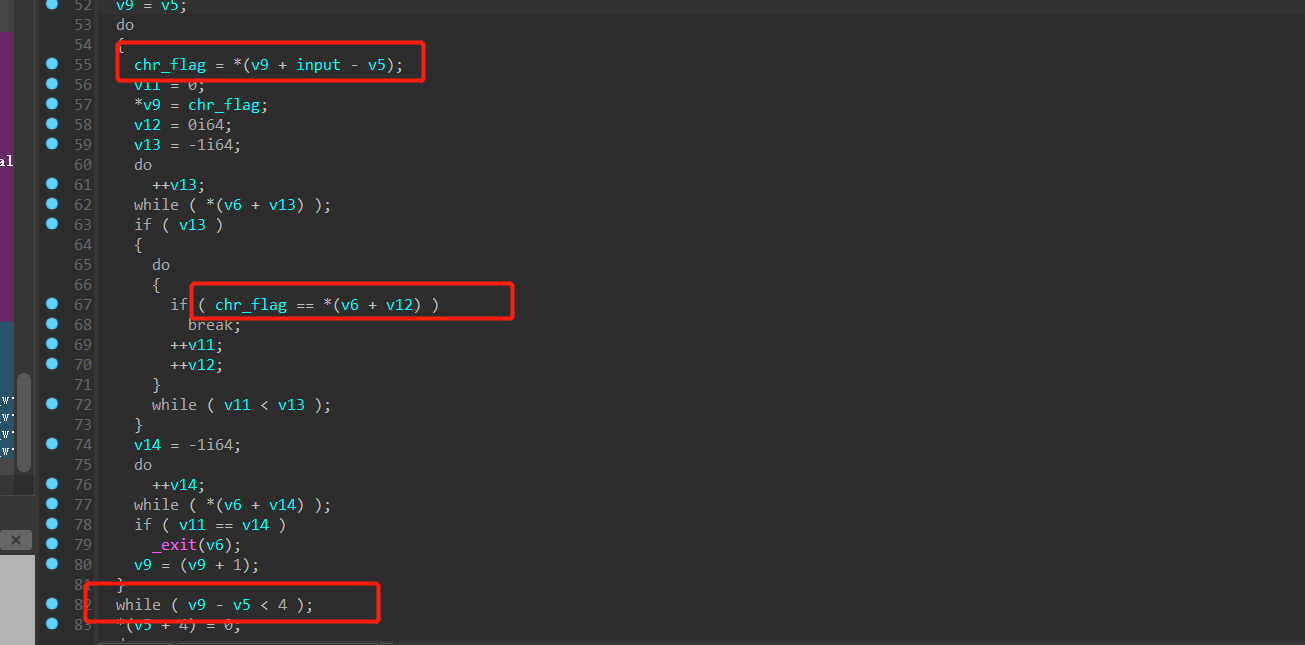 52 v9 = v5;
53 do
54 {
55 chr_flag = *(v9 + input - v5);
56 v11 = 0;
57 *v9 = chr_flag;
58 v12 = 0i64;
59 v13 = -1i64;
60 do
61 ++v13;
62 while ( *(v6 + v13) );
63 if ( v13 )
64 {
65 do
66 {
67 if ( chr_flag == *(v6 + v12) )
68 break;
69 ++v11;
70 ++v12;
71 }
72 while ( v11 < v13 );
73 }
74 v14 = -1i64;
75 do
76 ++v14;
77 while ( *(v6 + v14) );
78 if ( v11 == v14 )
79 _exit(v6);
80 v9 = (v9 + 1);
81 }
82 while ( v9 - v5 < 4 );
83 *(v5 + 4) = 0;
al
_w
_w
_w
_w